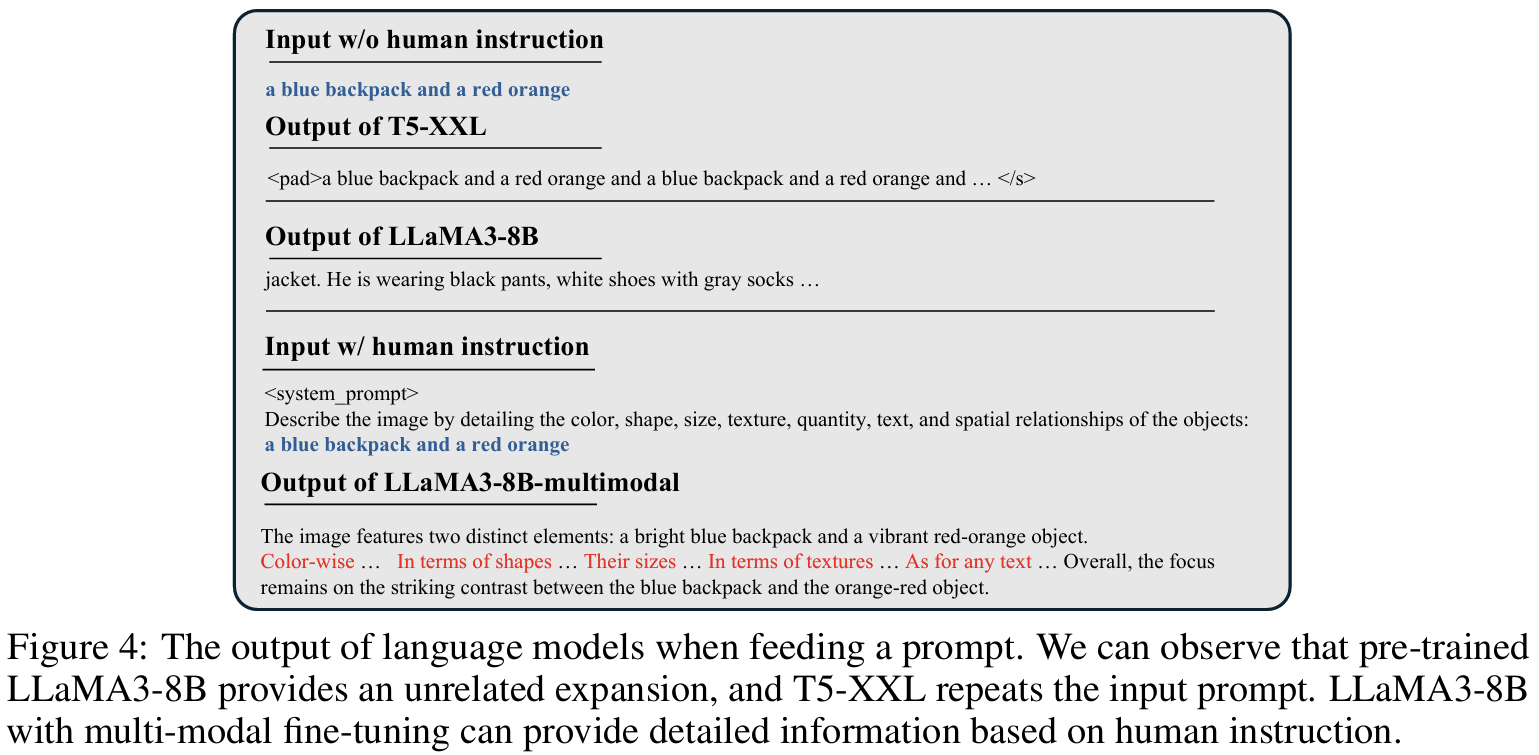 Input w/o human instruction
a blue backpack and a red orange
Output of T5-XXL
<pad>a blue backpack and a red orange and a blue backpack and a red orange and … </s>
Output of LLaMA3-8B
jacket. He is wearing black pants, white shoes with gray socks …
Input w/ human instruction
<system_prompt>
Describe the image by detailing the color, shape, size, texture, quantity, text, and spatial relationships of the objects:
a blue backpack and a red orange
Output of LLaMA3-8B-multimodal
The image features two distinct elements: a bright blue backpack and a vibrant red-orange object.
Color-wise … In terms of shapes … Their sizes … In terms of textures … As for any text … Overall, the focus
remains on the striking contrast between the blue backpack and the orange-red object.
Figure 4: The output of language models when feeding a prompt. We can observe that pre-trained
LLaMA3-8B provides an unrelated expansion, and T5-XXL repeats the input prompt. LLaMA3-8B
with multi-modal fine-tuning can provide detailed information based on human instruction.